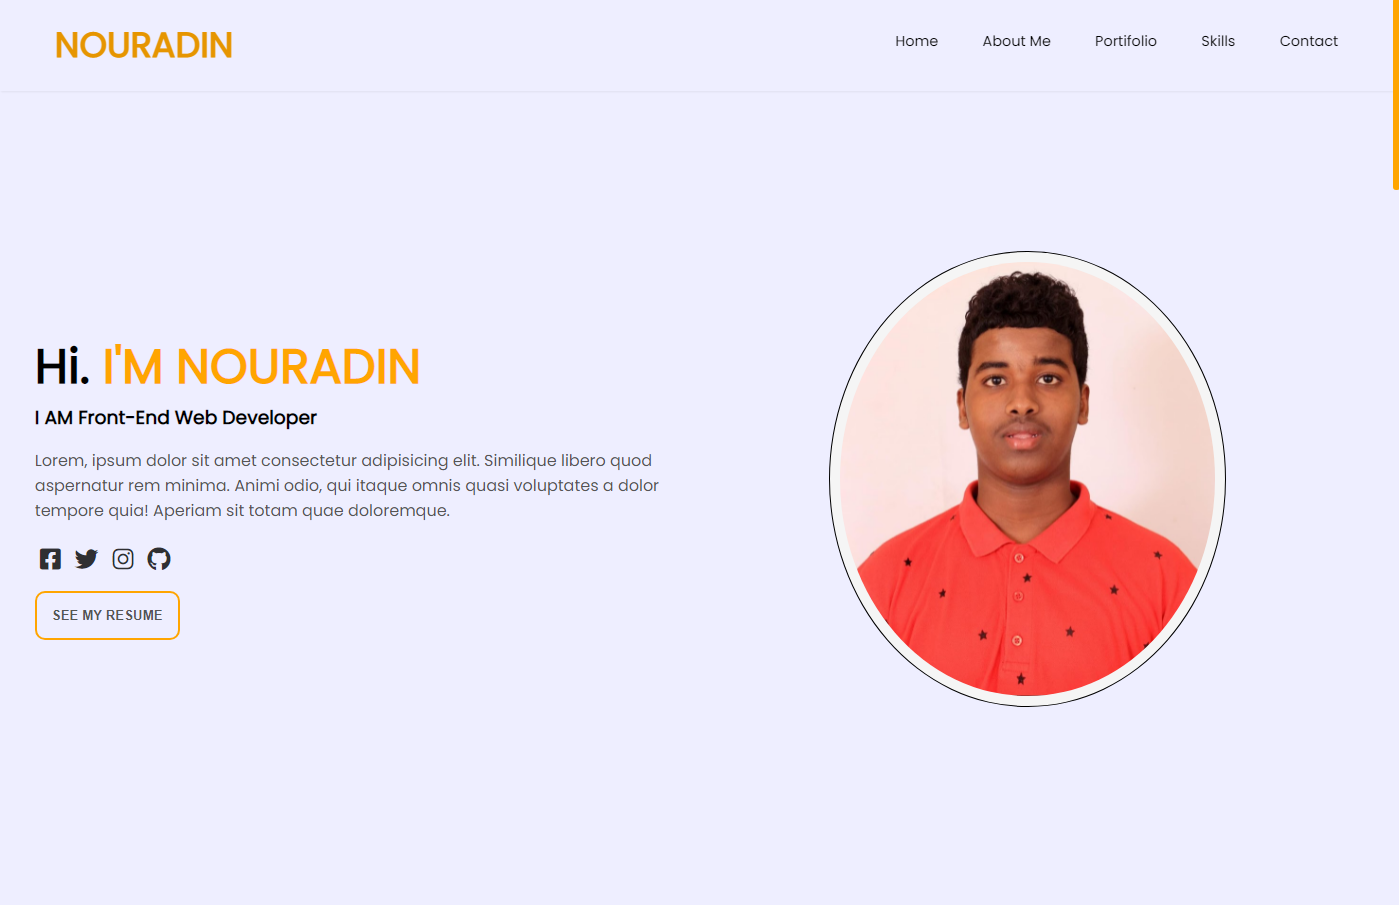 NOURADIN
Home About Me Portifolio Skills Contact
Hi. I'M NOURADIN
I AM Front-End Web Developer
Lorem, ipsum dolor sit amet consectetur adipisicing elit. Similique libero quod
aspernatur rem minima. Animi odio, qui itaque omnis quasi voluptates a dolor
tempore quia! Aperiam sit totam quae doloremque.
SEE MY RESUME